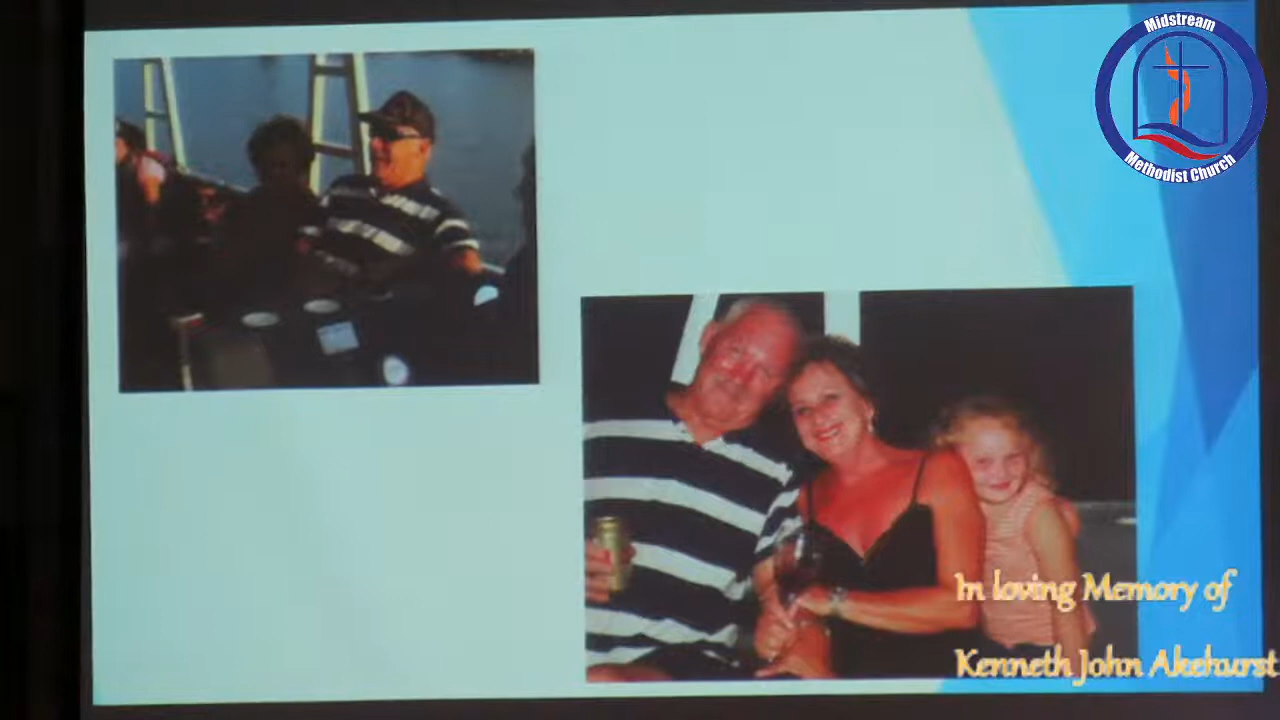 Midstream
Methodist Church
In loving Memory of
Kenneth John Akehurst